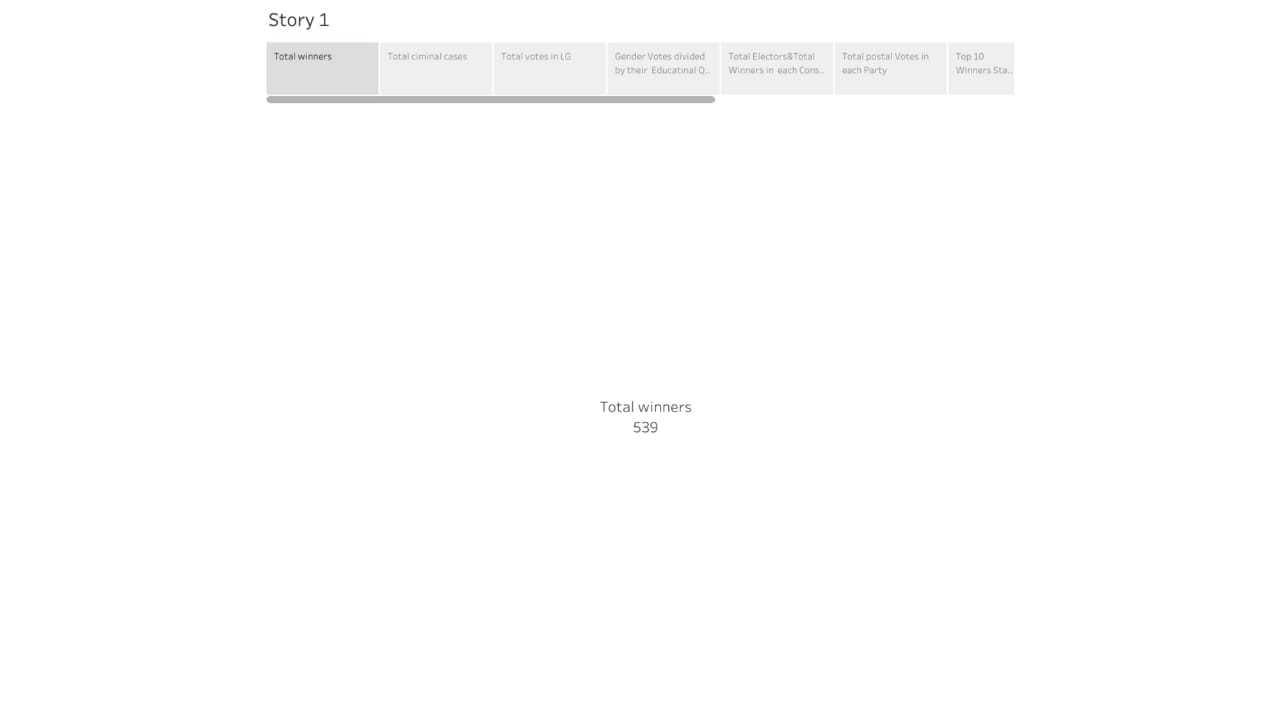 Story 1
Total winners
Total ciminal cases
Total votes in LG
Gender Votes divided
by their Educatinal Q..
Total Electors&Total
Winners in each Cons..
Total postal Votes in
each Party
Top 10
Winners Sta..
Total winners
539